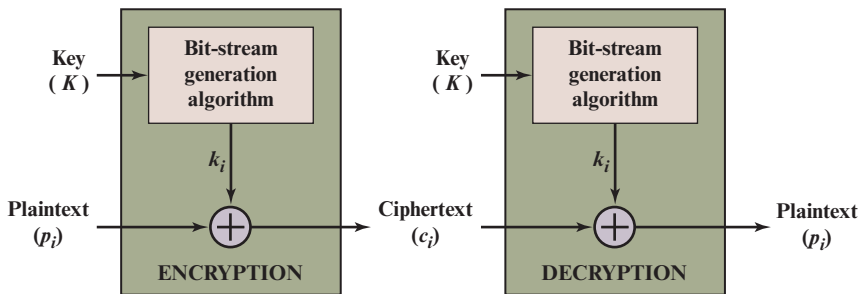 Key
(K)
Bit-stream
generation
algorithm
k_i
Plaintext
(p_i)
ENCRYPTION
Ciphertext
(c_i)
Key
(K)
Bit-stream
generation
algorithm
k_i
DECRYPTION
Plaintext
(p_i)